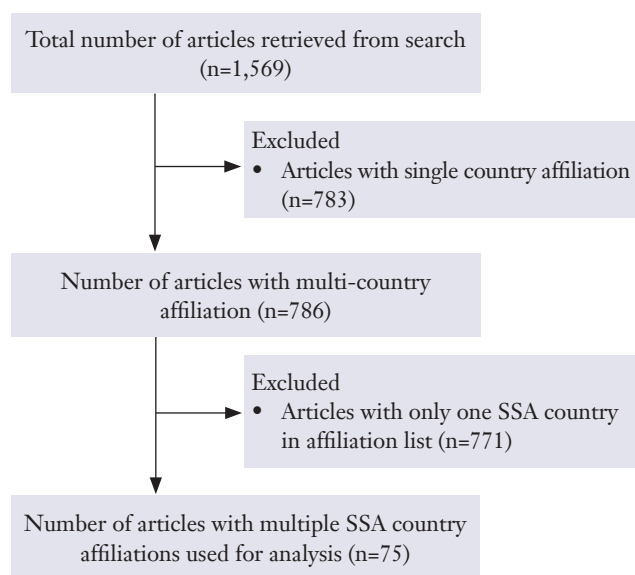 Total number of articles retrieved from search
(n=1,569)
Excluded
• Articles with single country affiliation
(n=783)
Number of articles with multi-country
affiliation (n=786)
Excluded
• Articles with only one SSA country
in affiliation list (n=771)
Number of articles with multiple SSA country
affiliations used for analysis (n=75)